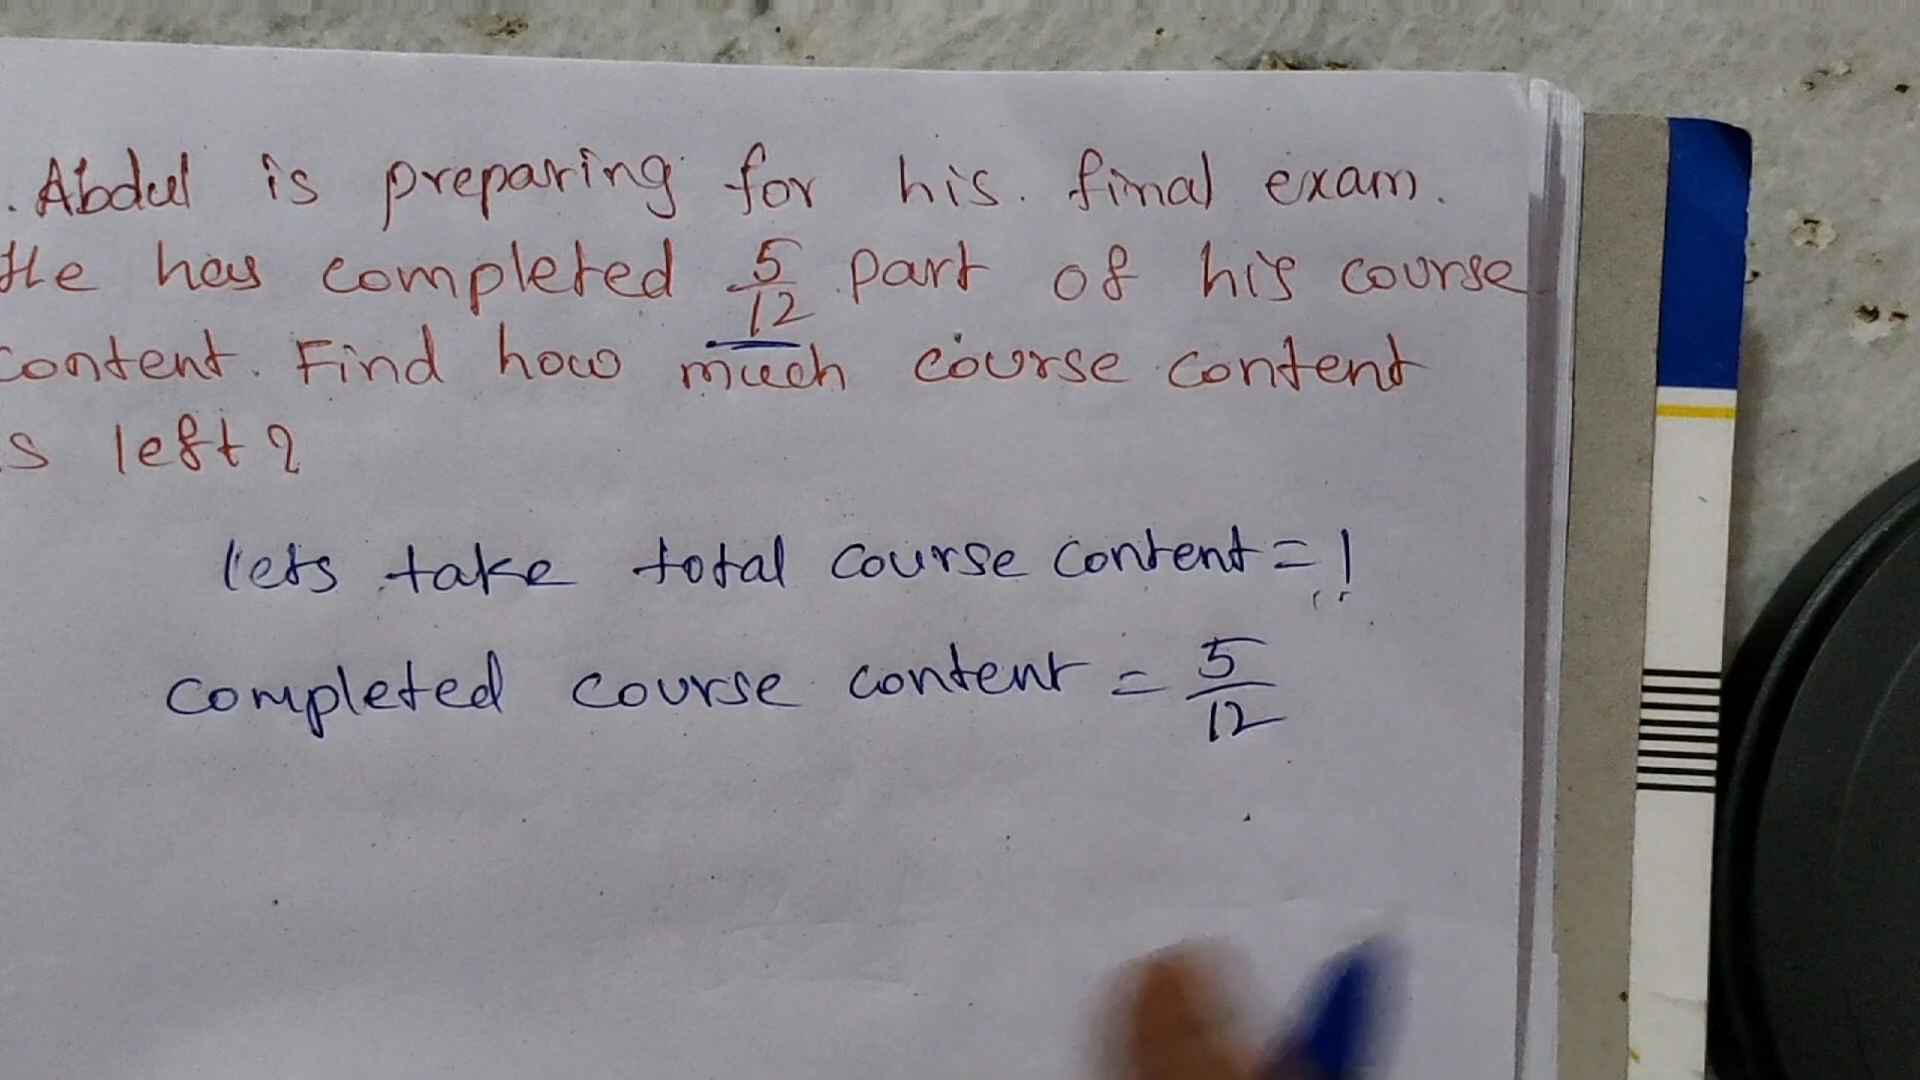 . Abdul is preparing for his. final exam.
He has completed 5/12 part of his course
content. Find how much course content
s left?
lets take total course content = 1
completed course content = 5/12